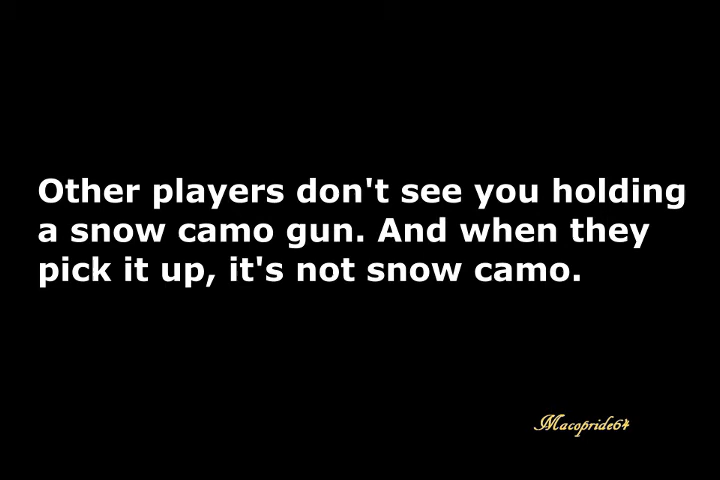 Other players don't see you holding
a snow camo gun. And when they
pick it up, it's not snow camo.
Macopride64